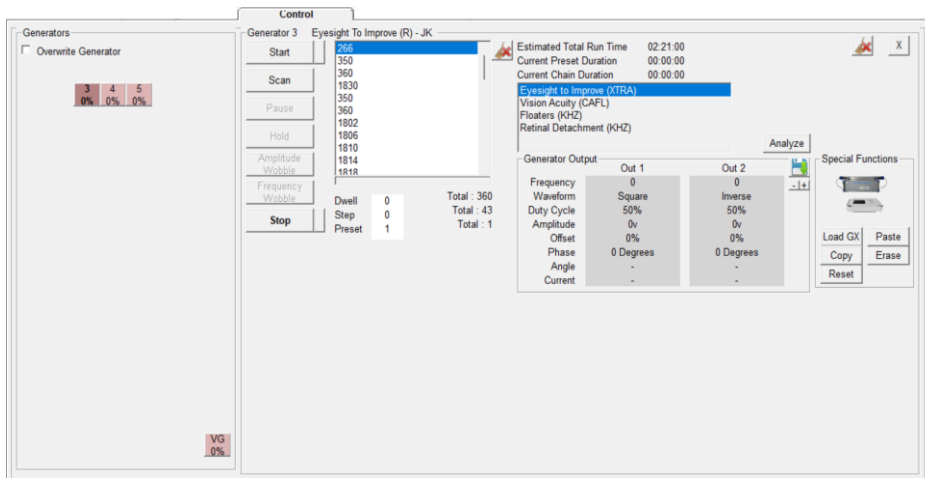 Control
Generators
Overwrite Generator
3 4 5
0% 0% 0%
VG
0%
Generator 3 Eyesight To Improve (R) - JK
Start
Scan
Pause
Hold
Amplitude
Wobble
Frequency
Wobble
Stop
266
350
360
1830
350
360
1802
1806
1810
1814
1818
Dwell 0 Total : 360
Step 0 Total : 43
Preset 1 Total : 1
Estimated Total Run Time 02:21:00
Current Preset Duration 00:00:00
Current Chain Duration 00:00:00
X
Eyesight to Improve (XTRA)
Vision Acuity (CAFL)
Floaters (KHZ)
Retinal Detachment (KHZ)
Analyze
Generator Output
Out 1 Out 2
- +
Frequency 0 0
Waveform Square Inverse
Duty Cycle 50% 50%
Amplitude 0v 0v
Offset 0% 0%
Phase 0 Degrees 0 Degrees
Angle - -
Current - -
Special Functions
Load GX Paste
Copy Erase
Reset